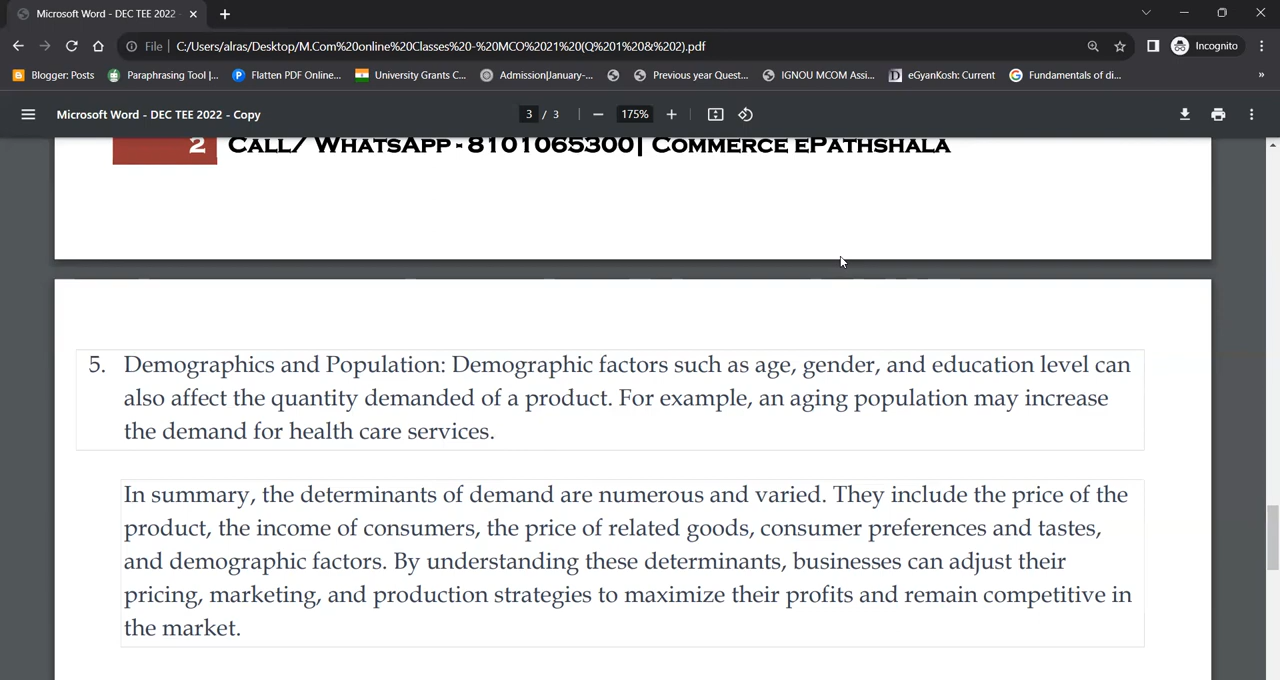 Microsoft Word - DEC TEE 2022 -
File C:/Users/alras/Desktop/M.Com%20online%20Classes%20-%20MCO%2021%20(Q%201%20&%202).pdf
Incognito
Blogger: Posts Paraphrasing Tool |... Flatten PDF Online... University Grants C... Admission|January-... Previous year Quest... IGNOU MCOM Assi... eGyanKosh: Current Fundamentals of di... »
Microsoft Word - DEC TEE 2022 - Copy 3 / 3 − 175% +
2 Call/ WhatsApp - 8101065300| Commerce ePathshala
5. Demographics and Population: Demographic factors such as age, gender, and education level can
also affect the quantity demanded of a product. For example, an aging population may increase
the demand for health care services.
In summary, the determinants of demand are numerous and varied. They include the price of the
product, the income of consumers, the price of related goods, consumer preferences and tastes,
and demographic factors. By understanding these determinants, businesses can adjust their
pricing, marketing, and production strategies to maximize their profits and remain competitive in
the market.